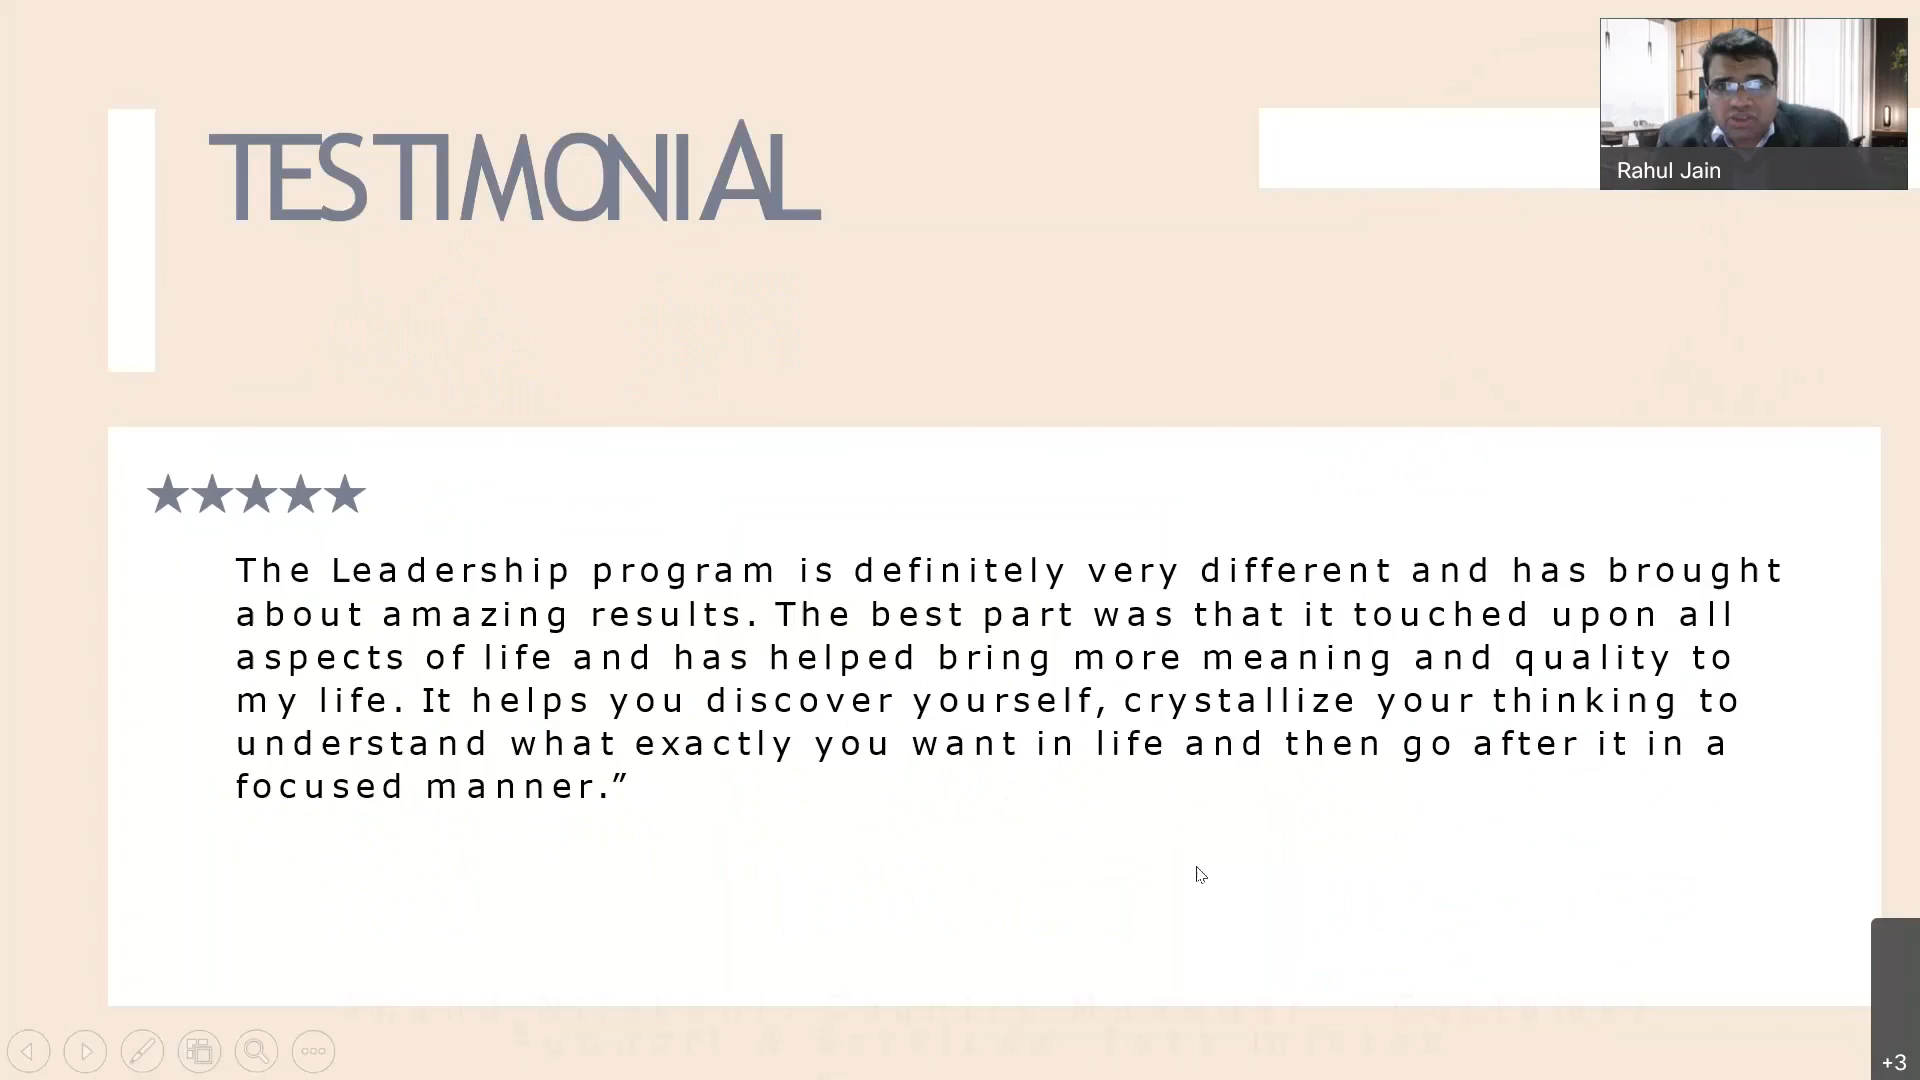 TESTIMONIAL
Rahul Jain
The Leadership program is definitely very different and has brought
about amazing results. The best part was that it touched upon all
aspects of life and has helped bring more meaning and quality to
my life. It helps you discover yourself, crystallize your thinking to
understand what exactly you want in life and then go after it in a
focused manner.”
+3